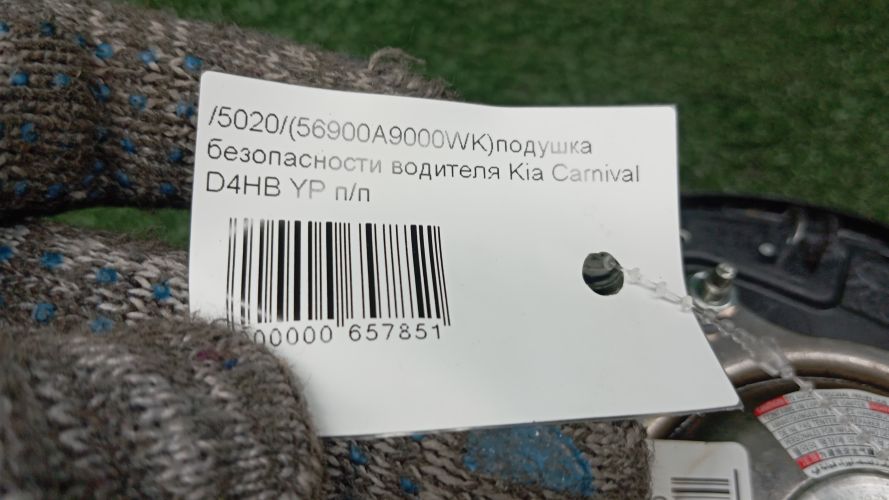 /5020/(56900A9000WK)подушка
безопасности водителя Kia Carnival
D4HB YP п/п
00000 657851